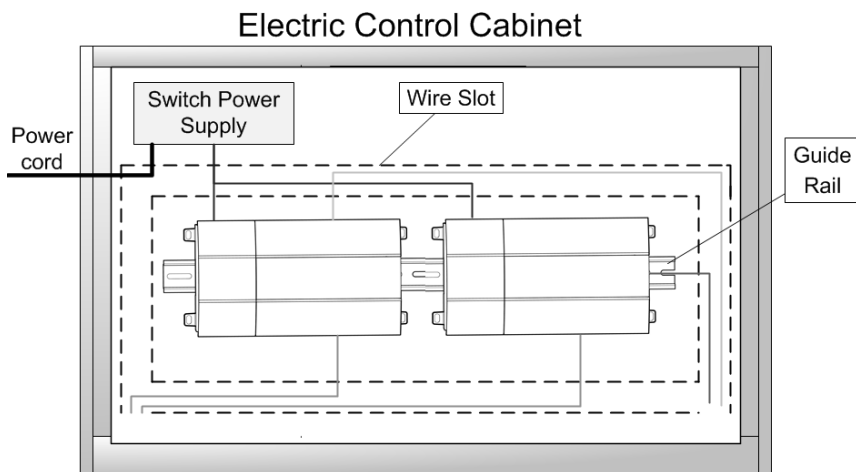 Electric Control Cabinet
Switch Power
Supply
Wire Slot
Power
cord
Guide
Rail